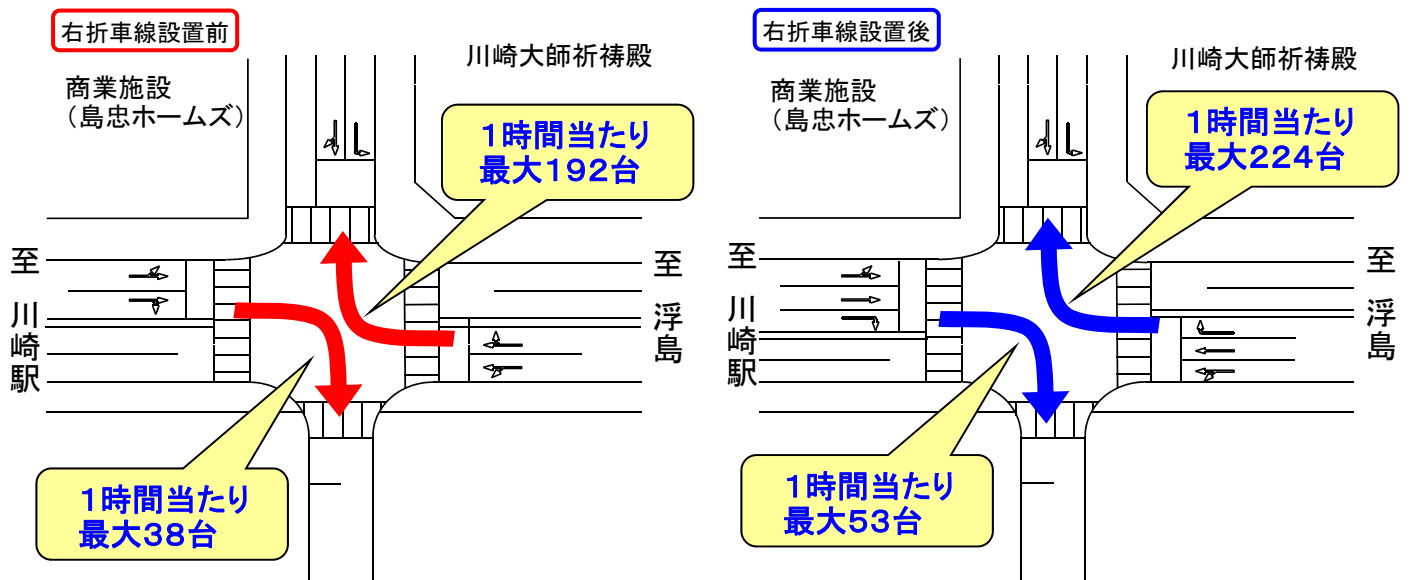 右折車線設置前
商業施設
（島忠ホームズ）
川崎大師祈祷殿
1時間当たり
最大192台
至 川崎駅
至 浮島
1時間当たり
最大38台
右折車線設置後
商業施設
（島忠ホームズ）
川崎大師祈祷殿
1時間当たり
最大224台
至 川崎駅
至 浮島
1時間当たり
最大53台